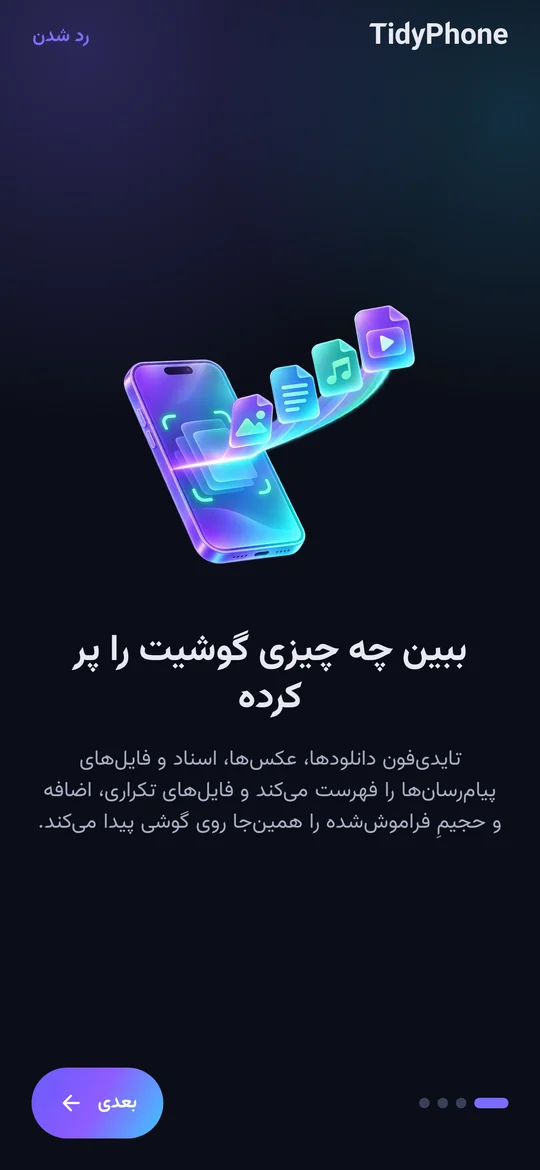 TidyPhone
رد شدن
ببین چه چیزی گوشیت را پر
کرده
تایدی‌فون دانلودها، عکس‌ها، اسناد و فایل‌های
پیام‌رسان‌ها را فهرست می‌کند و فایل‌های تکراری، اضافه
و حجیمِ فراموش‌شده را همین‌جا روی گوشی پیدا می‌کند.
بعدی